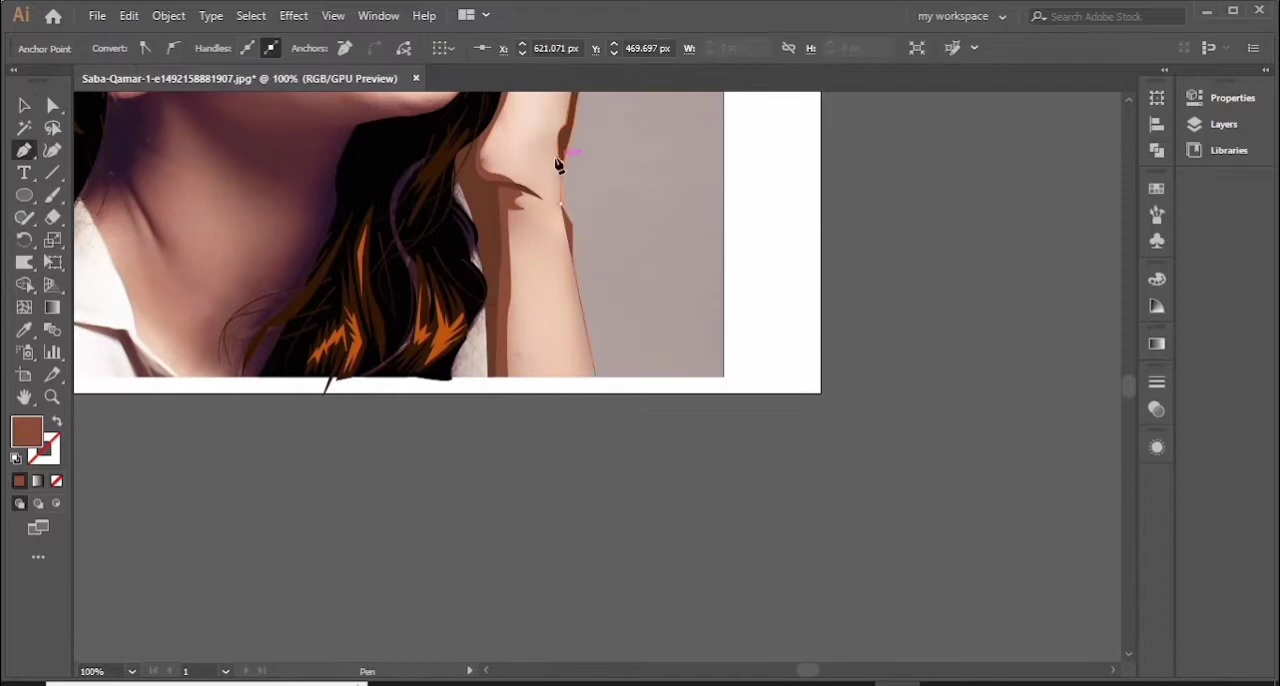 Ai File Edit Object Type Select Effect View Window Help my workspace Search Adobe Stock
Anchor Point Convert: Handles: Anchors: X: 621.071 px Y: 469.697 px W: H:
Saba-Qamar-1-e1492158881907.jpg* @ 100% (RGB/GPU Preview) ×
Properties
Layers
Libraries
100% 1 Pen